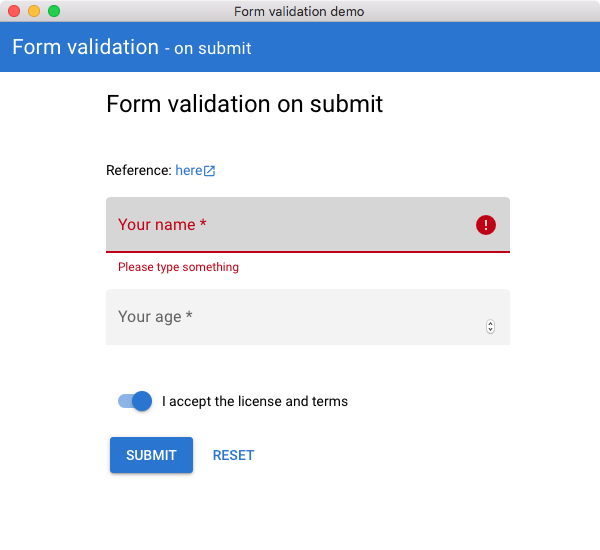 Form validation demo
Form validation - on submit
Form validation on submit
Reference: here
Your name *
Please type something
Your age *
I accept the license and terms
SUBMIT RESET